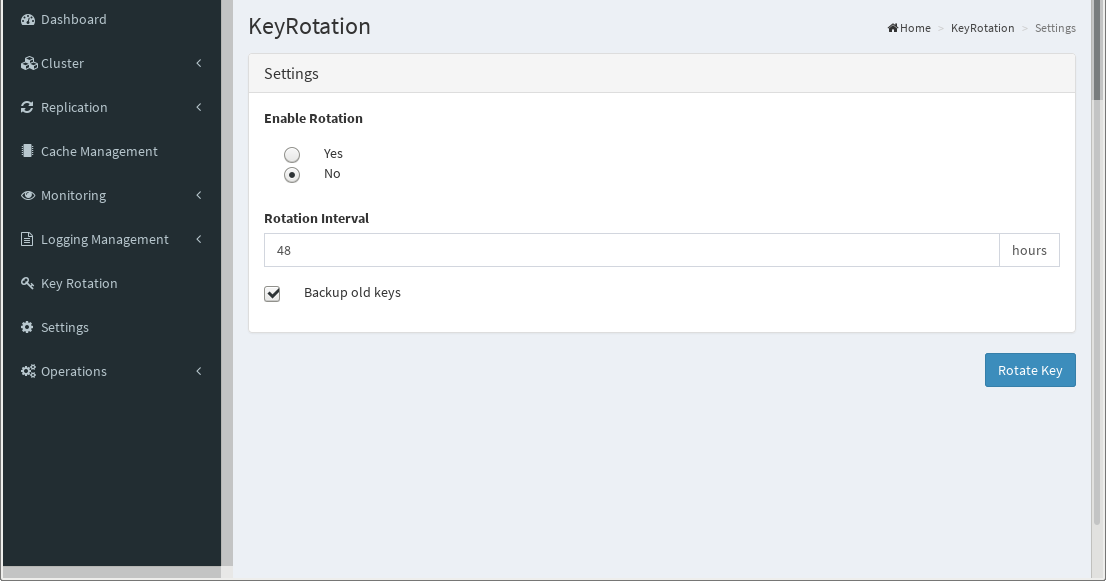 Dashboard
Cluster
Replication
Cache Management
Monitoring
Logging Management
Key Rotation
Settings
Operations
KeyRotation
Home > KeyRotation > Settings
Settings
Enable Rotation
Yes
No
Rotation Interval
48 hours
Backup old keys
Rotate Key